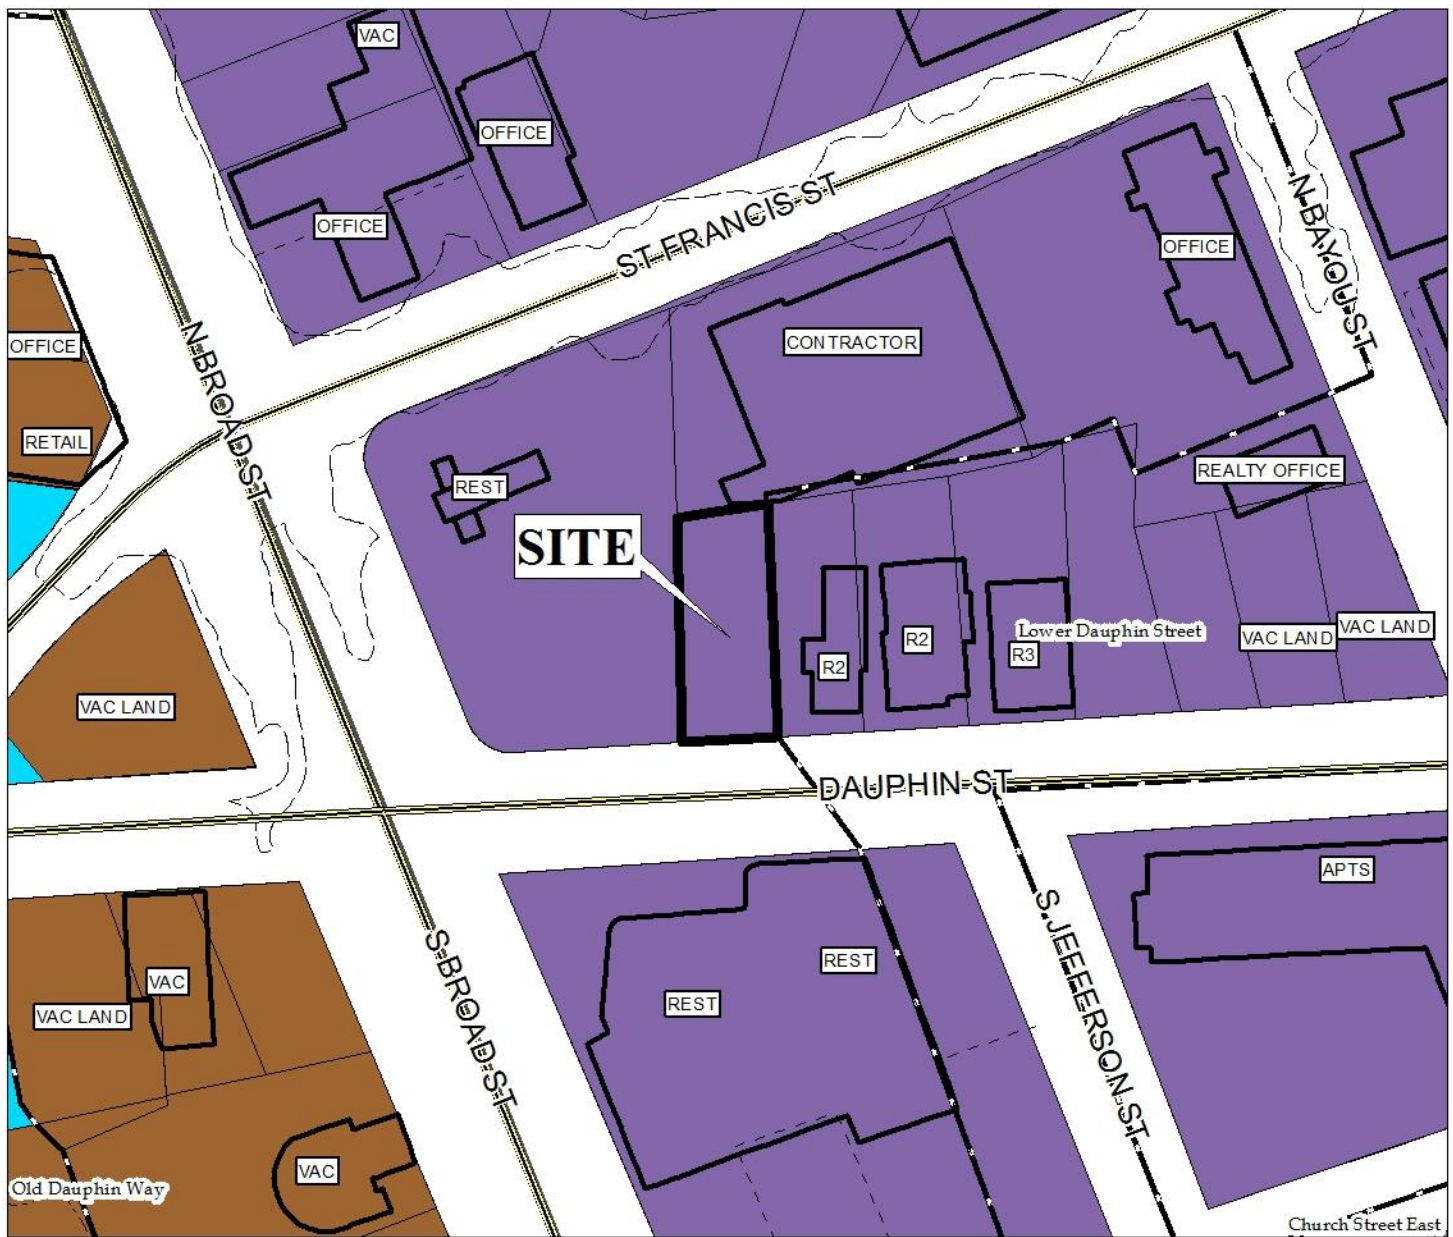 VAC
OFFICE
OFFICE
ST FRANCIS ST
N BAYOU ST
OFFICE
OFFICE
CONTRACTOR
N BROAD ST
RETAIL
REST
REALTY OFFICE
SITE
Lower Dauphin Street
R2
R2
R3
VAC LAND
VAC LAND
VAC LAND
DAUPHIN ST
APTS
S JEFFERSON ST
S BROAD ST
REST
REST
VAC
VAC LAND
VAC
Old Dauphin Way
Church Street East